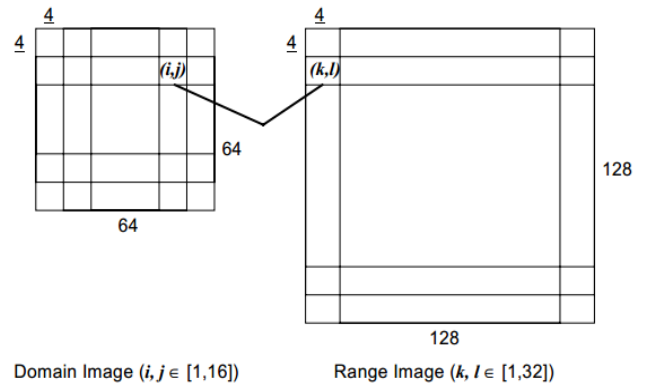 4
4
4
4
(i,j)
(k,l)
64
128
64
128
Domain Image (i, j ∈ [1,16])
Range Image (k, l ∈ [1,32])